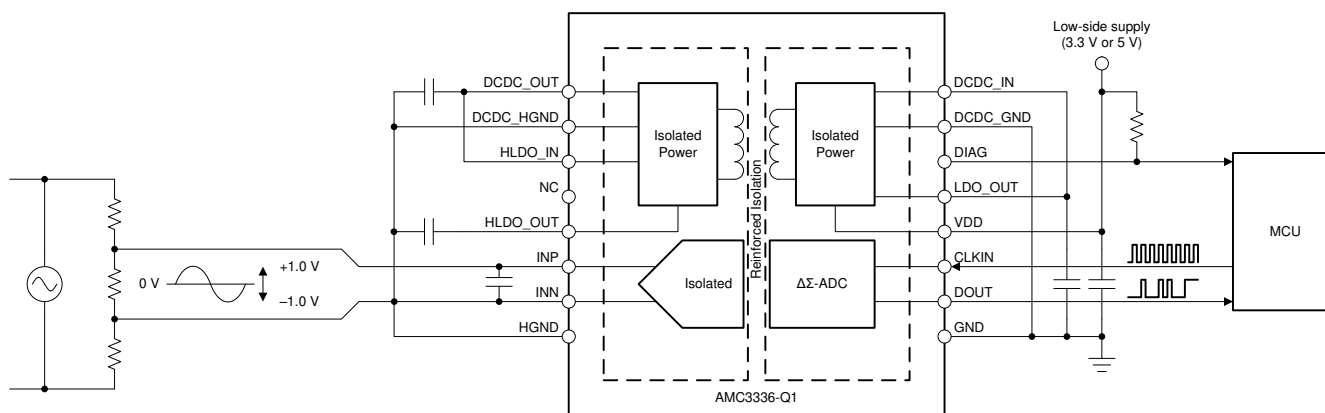 Low-side supply
(3.3 V or 5 V)
DCDC_OUT
DCDC_HGND
HLDO_IN
NC
HLDO_OUT
INP
INN
HGND
Isolated
Power
Reinforced Isolation
Isolated
Power
Isolated
ΔΣ-ADC
DCDC_IN
DCDC_GND
DIAG
LDO_OUT
VDD
CLKIN
DOUT
GND
MCU
0 V
+1.0 V
–1.0 V
AMC3336-Q1